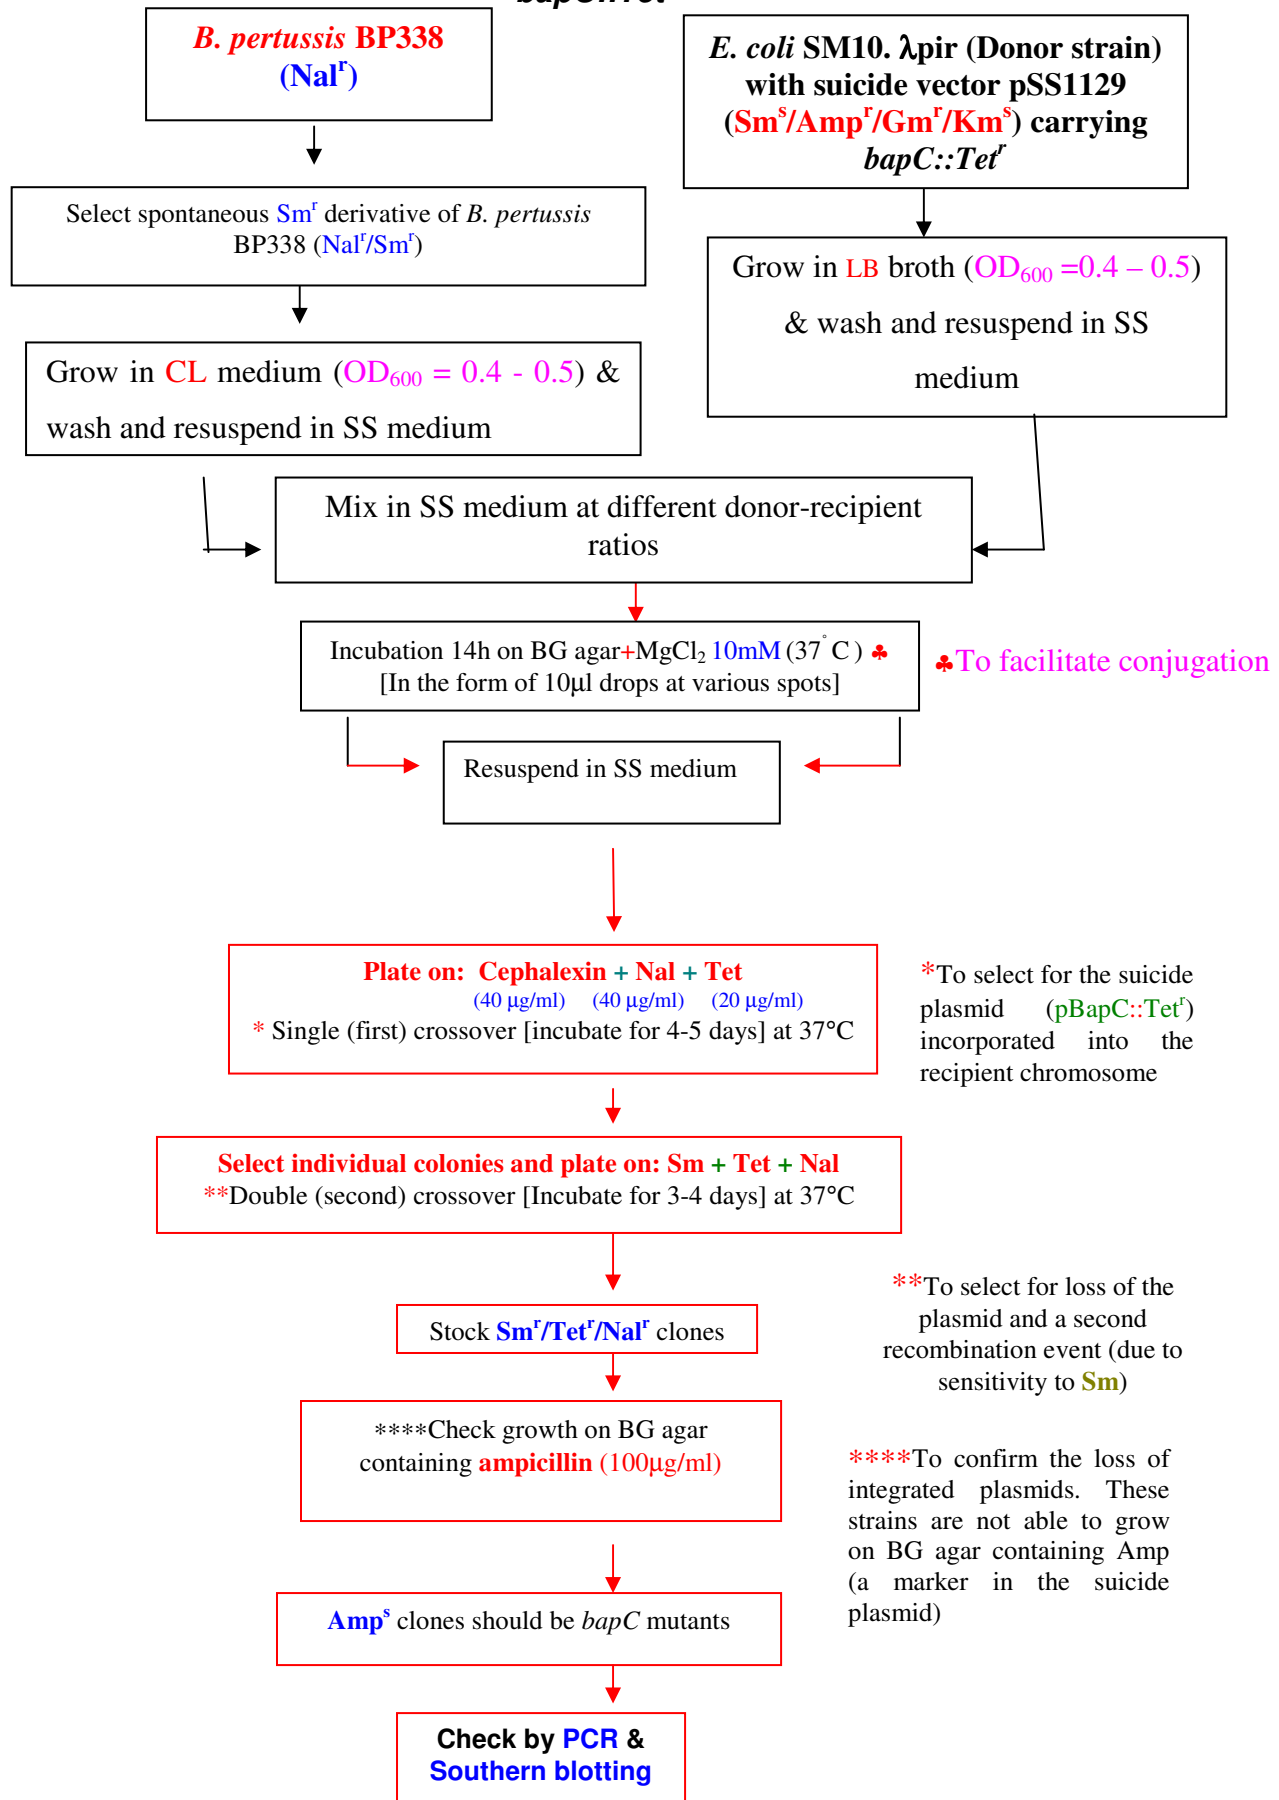 bapC::Tet
B. pertussis BP338
(Nalʳ)
E. coli SM10. λpir (Donor strain)
with suicide vector pSS1129
(Smˢ/Ampʳ/Gmʳ/Kmˢ) carrying
bapC::Tetʳ
Select spontaneous Smʳ derivative of B. pertussis
BP338 (Nalʳ/Smʳ)
Grow in LB broth (OD₆₀₀ =0.4 – 0.5)
& wash and resuspend in SS
medium
Grow in CL medium (OD₆₀₀ = 0.4 - 0.5) &
wash and resuspend in SS medium
Mix in SS medium at different donor-recipient
ratios
Incubation 14h on BG agar+MgCl₂ 10mM (37°C) ♣
[In the form of 10μl drops at various spots]
♣To facilitate conjugation
Resuspend in SS medium
Plate on: Cephalexin + Nal + Tet
(40 μg/ml) (40 μg/ml) (20 μg/ml)
* Single (first) crossover [incubate for 4-5 days] at 37°C
*To select for the suicide
plasmid (pBapC::Tetʳ)
incorporated into the
recipient chromosome
Select individual colonies and plate on: Sm + Tet + Nal
**Double (second) crossover [Incubate for 3-4 days] at 37°C
**To select for loss of the
plasmid and a second
recombination event (due to
sensitivity to Sm)
Stock Smʳ/Tetʳ/Nalʳ clones
****Check growth on BG agar
containing ampicillin (100μg/ml)
****To confirm the loss of
integrated plasmids. These
strains are not able to grow
on BG agar containing Amp
(a marker in the suicide
plasmid)
Ampˢ clones should be bapC mutants
Check by PCR &
Southern blotting